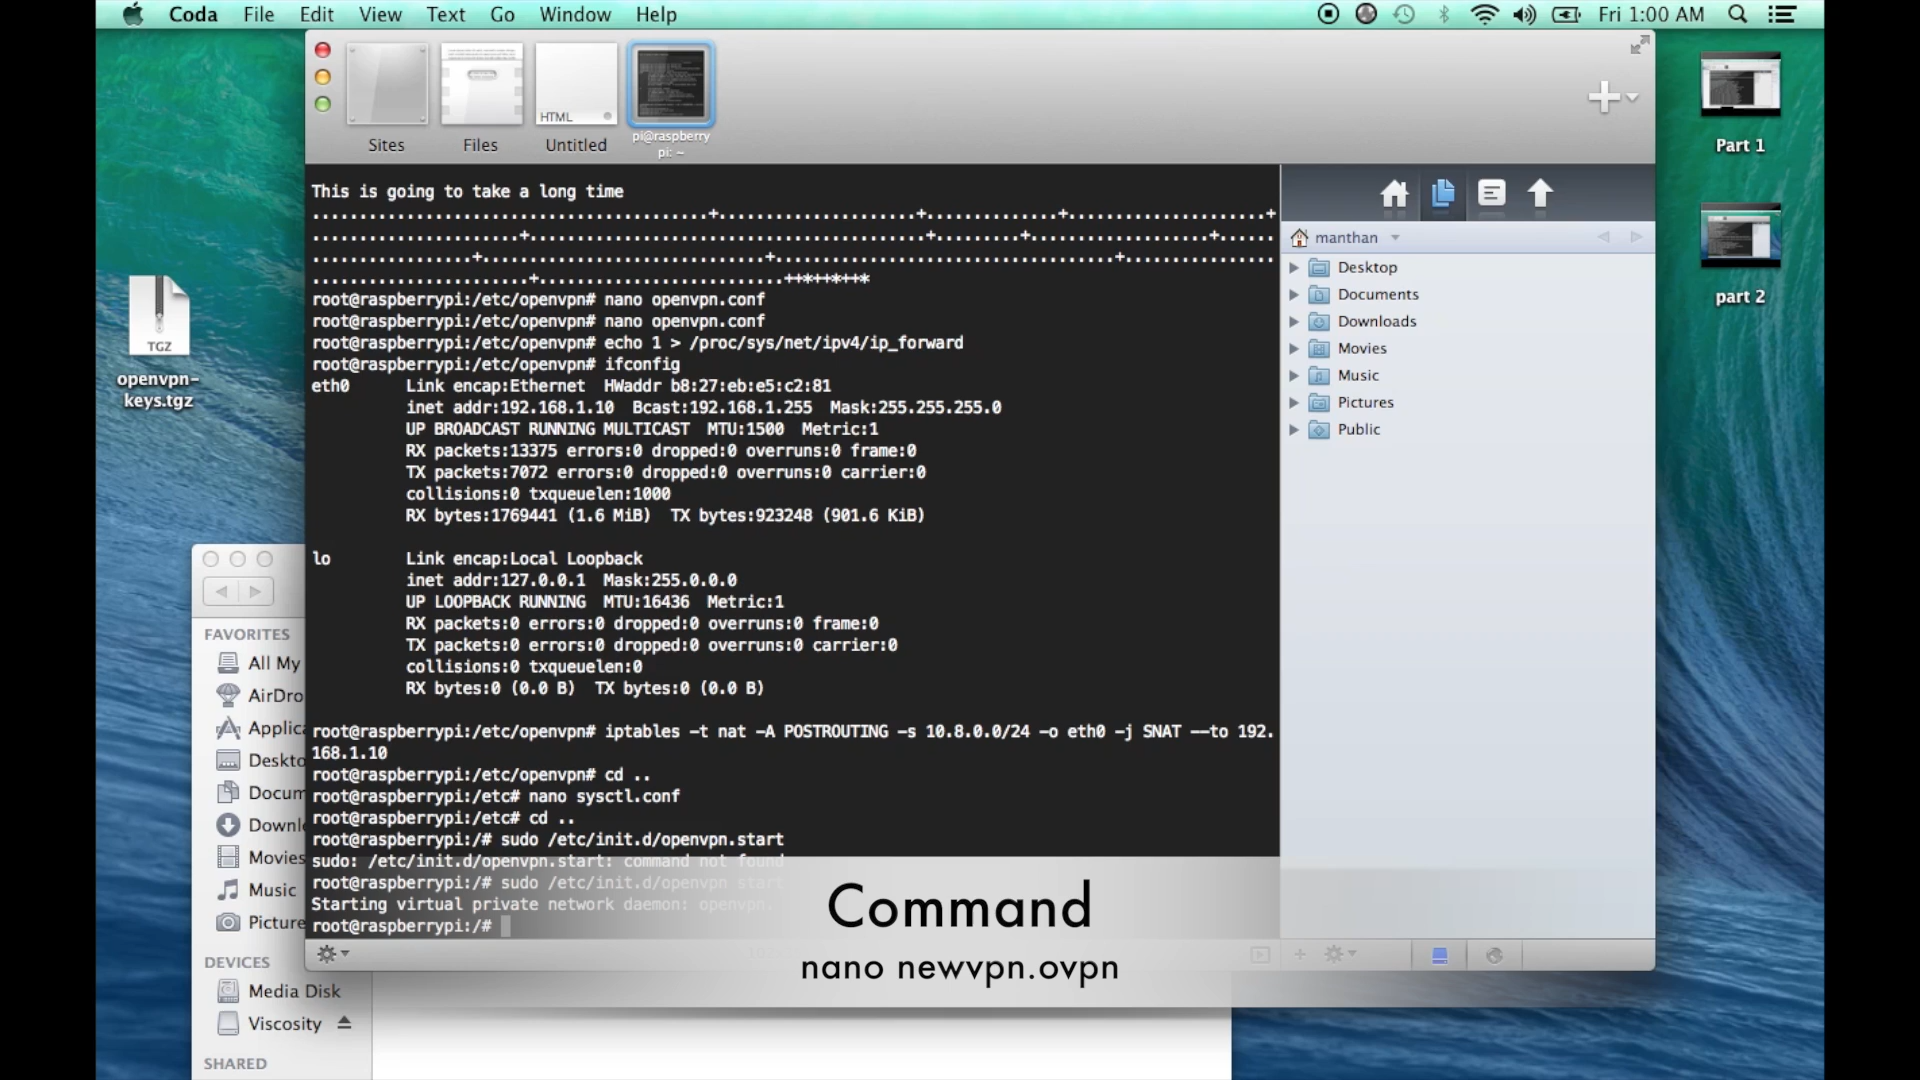 Coda File Edit View Text Go Window Help Fri 1:00 AM
Sites
Files
HTML
Untitled
pi@raspberry
pi: ~
Part 1
part 2
TGZ
openvpn-
keys.tgz
This is going to take a long time
..........................................+.....................+..............+.....................+
......................+..........................................+.........+...................+......
.................+..............................+....................................+................
.......................+..........................++*++*++*
root@raspberrypi:/etc/openvpn# nano openvpn.conf
root@raspberrypi:/etc/openvpn# nano openvpn.conf
root@raspberrypi:/etc/openvpn# echo 1 > /proc/sys/net/ipv4/ip_forward
root@raspberrypi:/etc/openvpn# ifconfig
eth0 Link encap:Ethernet HWaddr b8:27:eb:e5:c2:81
inet addr:192.168.1.10 Bcast:192.168.1.255 Mask:255.255.255.0
UP BROADCAST RUNNING MULTICAST MTU:1500 Metric:1
RX packets:13375 errors:0 dropped:0 overruns:0 frame:0
TX packets:7072 errors:0 dropped:0 overruns:0 carrier:0
collisions:0 txqueuelen:1000
RX bytes:1769441 (1.6 MiB) TX bytes:923248 (901.6 KiB)
lo Link encap:Local Loopback
inet addr:127.0.0.1 Mask:255.0.0.0
UP LOOPBACK RUNNING MTU:16436 Metric:1
RX packets:0 errors:0 dropped:0 overruns:0 frame:0
TX packets:0 errors:0 dropped:0 overruns:0 carrier:0
collisions:0 txqueuelen:0
RX bytes:0 (0.0 B) TX bytes:0 (0.0 B)
root@raspberrypi:/etc/openvpn# iptables -t nat -A POSTROUTING -s 10.8.0.0/24 -o eth0 -j SNAT --to 192.
168.1.10
root@raspberrypi:/etc/openvpn# cd ..
root@raspberrypi:/etc# nano sysctl.conf
root@raspberrypi:/etc# cd ..
root@raspberrypi:/# sudo /etc/init.d/openvpn.start
sudo: /etc/init.d/openvpn.start: command not found
root@raspberrypi:/# sudo /etc/init.d/openvpn start
Starting virtual private network daemon: openvpn.
root@raspberrypi:/#
manthan
Desktop
Documents
Downloads
Movies
Music
Pictures
Public
FAVORITES
All My
AirDro
Applica
Deskto
Docum
Downl
Movies
Music
Picture
DEVICES
Media Disk
Viscosity
SHARED
Command
nano newvpn.ovpn